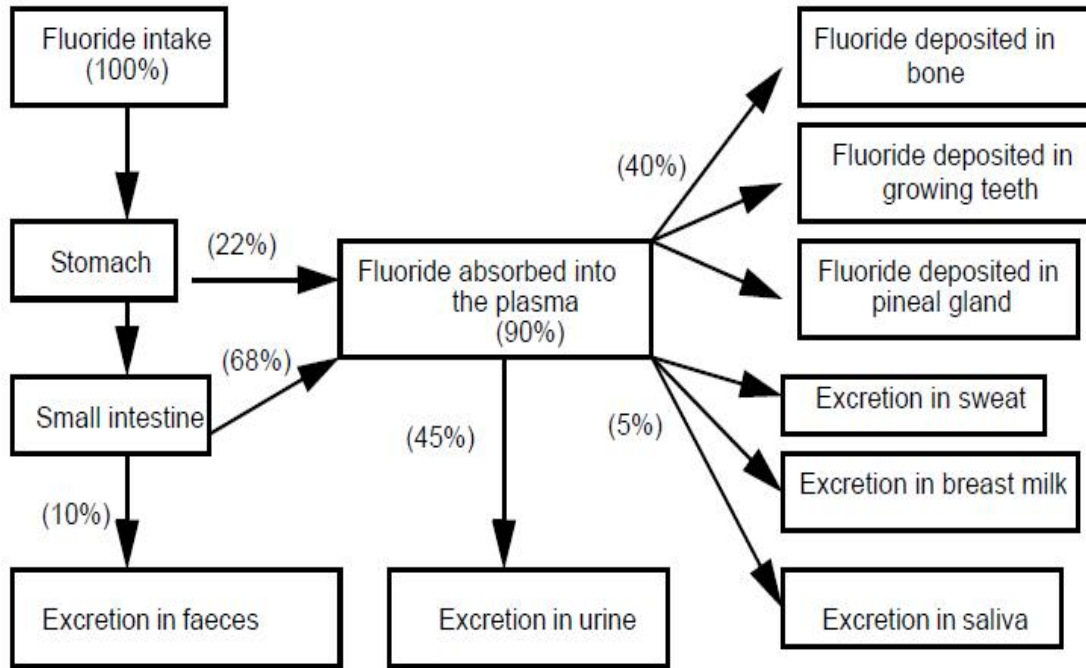 Fluoride intake
(100%)
Stomach
(22%)
Small intestine
(68%)
(10%)
Excretion in faeces
Fluoride absorbed into
the plasma
(90%)
(45%)
Excretion in urine
(40%)
Fluoride deposited in
bone
Fluoride deposited in
growing teeth
Fluoride deposited in
pineal gland
(5%)
Excretion in sweat
Excretion in breast milk
Excretion in saliva